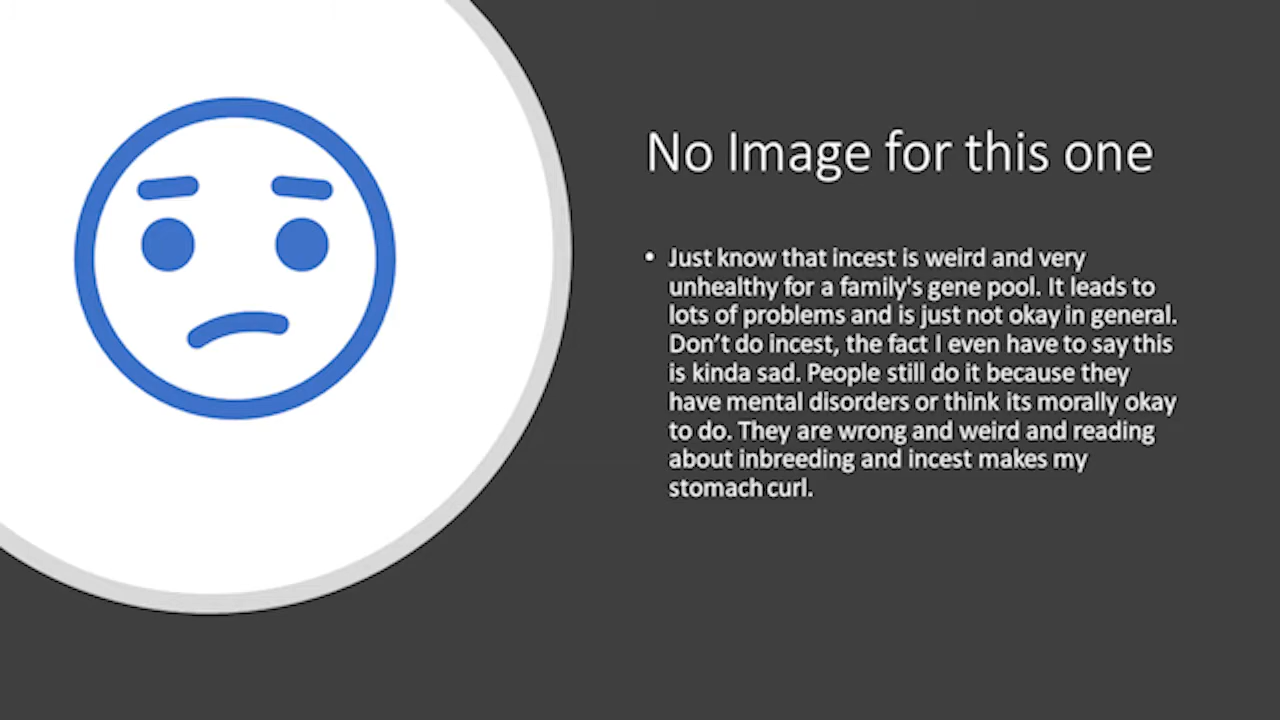 No Image for this one
• Just know that incest is weird and very
unhealthy for a family's gene pool. It leads to
lots of problems and is just not okay in general.
Don’t do incest, the fact I even have to say this
is kinda sad. People still do it because they
have mental disorders or think its morally okay
to do. They are wrong and weird and reading
about inbreeding and incest makes my
stomach curl.